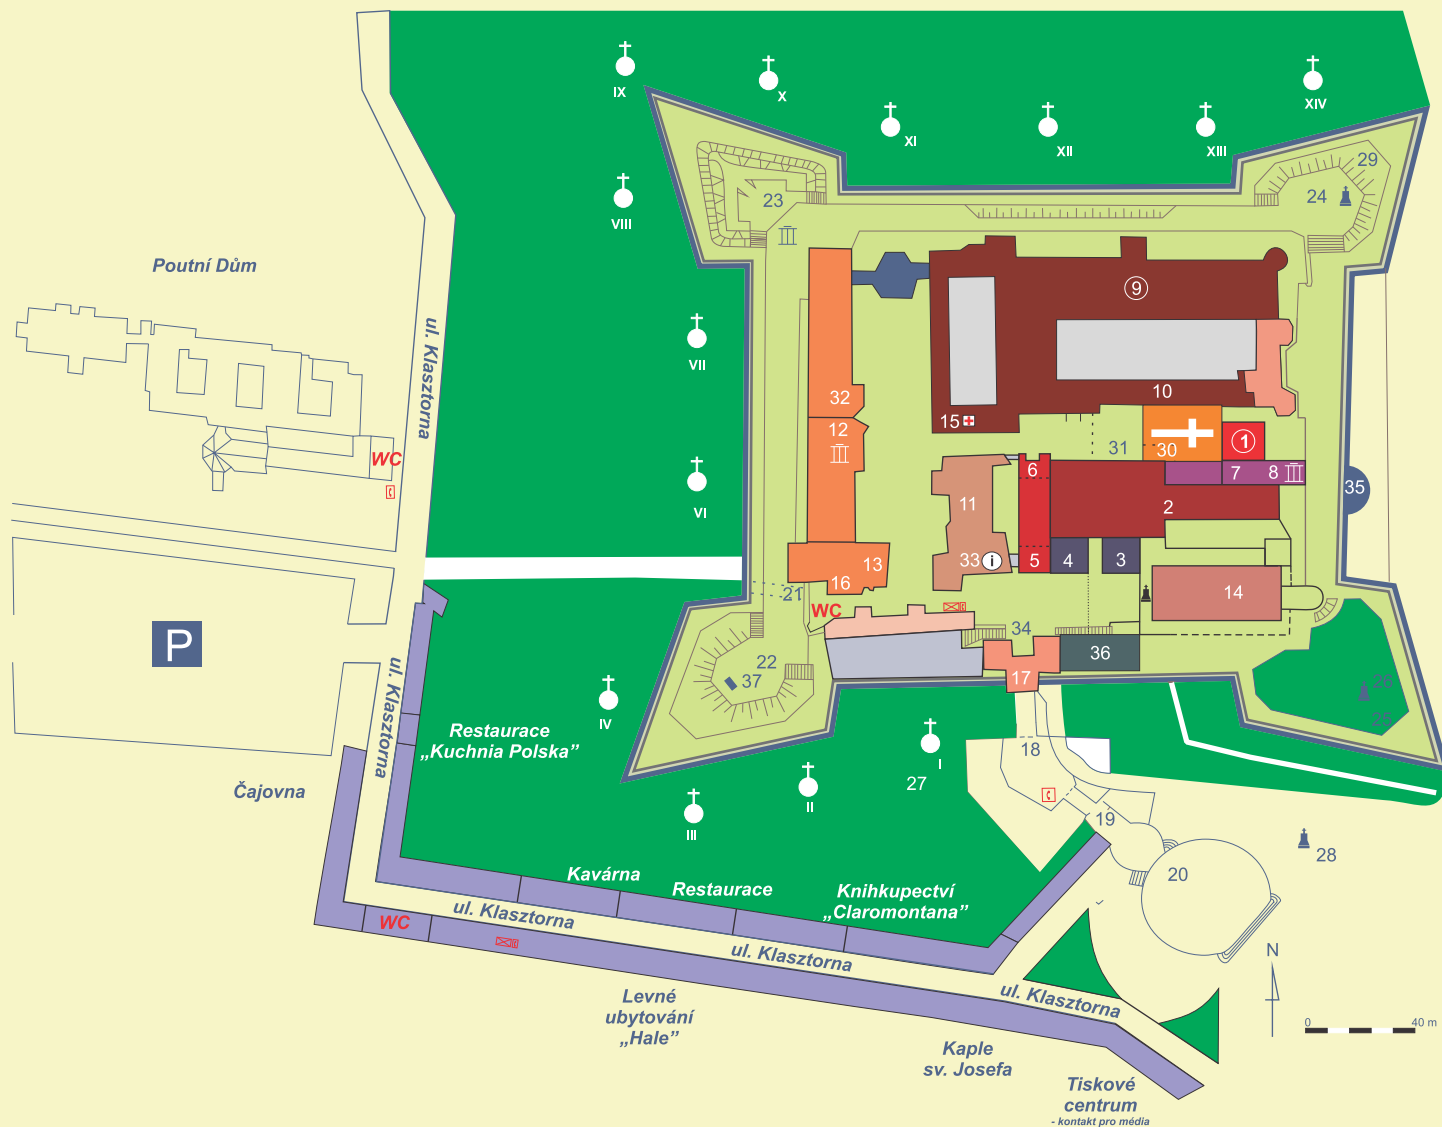 IX
X
XI
XII
XIII
XIV
VIII
29
23
24
Poutní Dům
9
ul. Klasztorna
VII
32
10
12
15
31
1
30
6
7
8
WC
VI
11
2
35
33
i
5
4
3
13
16
14
21
WC
34
P
22
37
36
17
26
25
ul. Klasztorna
IV
Restaurace
„Kuchnia Polska”
I
18
27
Čajovna
II
III
19
28
20
Kavárna
Restaurace
Knihkupectví
„Claromontana”
WC
ul. Klasztorna
ul. Klasztorna
N
ul. Klasztorna
0
40 m
Levné
ubytování
„Hale”
Kaple
sv. Josefa
Tiskové
centrum
- kontakt pro média